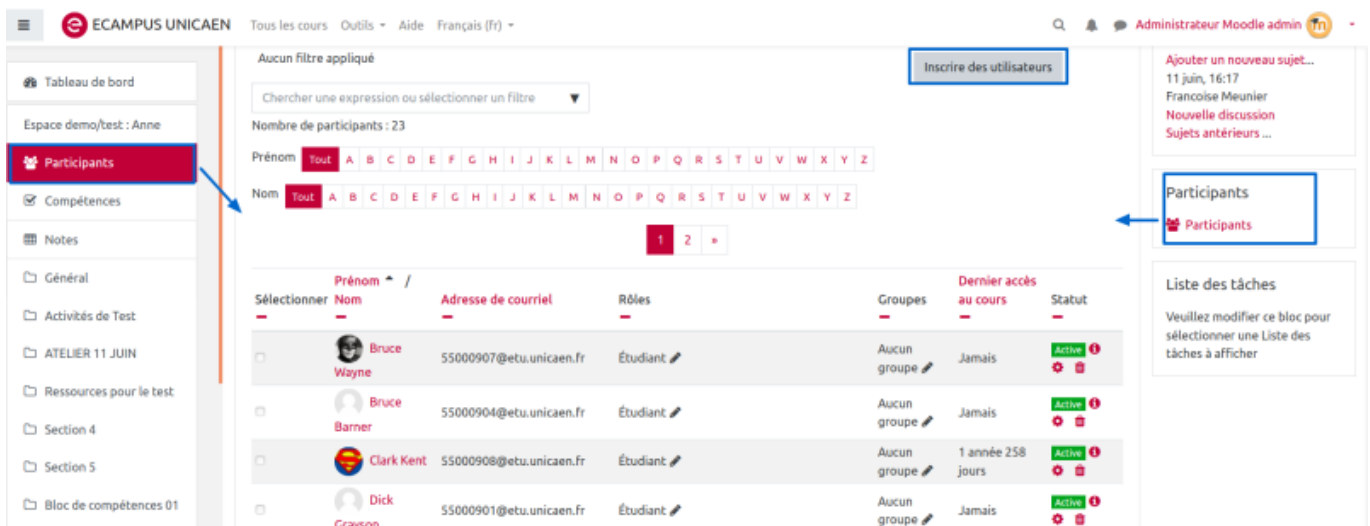 ECAMPUS UNICAEN Tous les cours Outils Aide Français (fr) Administrateur Moodle admin
Tableau de bord
Espace demo/test : Anne
Participants
Compétences
Notes
Général
Activités de Test
ATELIER 11 JUIN
Ressources pour le test
Section 4
Section 5
Bloc de compétences 01
Aucun filtre appliqué
Inscrire des utilisateurs
Chercher une expression ou sélectionner un filtre ▼
Nombre de participants : 23
Prénom Tout A B C D E F G H I J K L M N O P Q R S T U V W X Y Z
Nom Tout A B C D E F G H I J K L M N O P Q R S T U V W X Y Z
1 2 »
Sélectionner Prénom / Nom Adresse de courriel Rôles Groupes Dernier accès au cours Statut
Bruce Wayne 55000907@etu.unicaen.fr Étudiant Aucun groupe Jamais Active
Bruce Barner 55000904@etu.unicaen.fr Étudiant Aucun groupe Jamais Active
Clark Kent 55000908@etu.unicaen.fr Étudiant Aucun groupe 1 année 258 jours Active
Dick Grayson 55000901@etu.unicaen.fr Étudiant Aucun groupe Jamais Active
Ajouter un nouveau sujet...
11 juin, 16:17
Francoise Meunier
Nouvelle discussion
Sujets antérieurs ...
Participants
Participants
Liste des tâches
Veuillez modifier ce bloc pour
sélectionner une Liste des
tâches à afficher